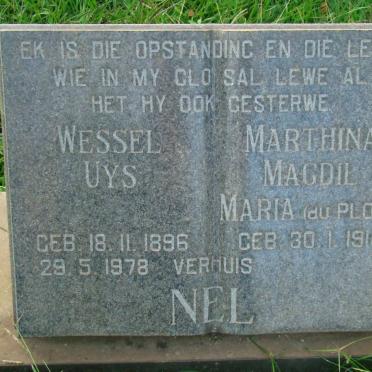 EK IS DIE OPSTANDING EN DIE LE
WIE IN MY GLO SAL LEWE AL
HET HY OOK GESTERWE
WESSEL UYS
MARTHINA MAGDIL MARIA (DU PLO
GEB. 18. 11. 1896
GEB. 30. 1. 191
29. 5. 1978 VERHUIS
NEL